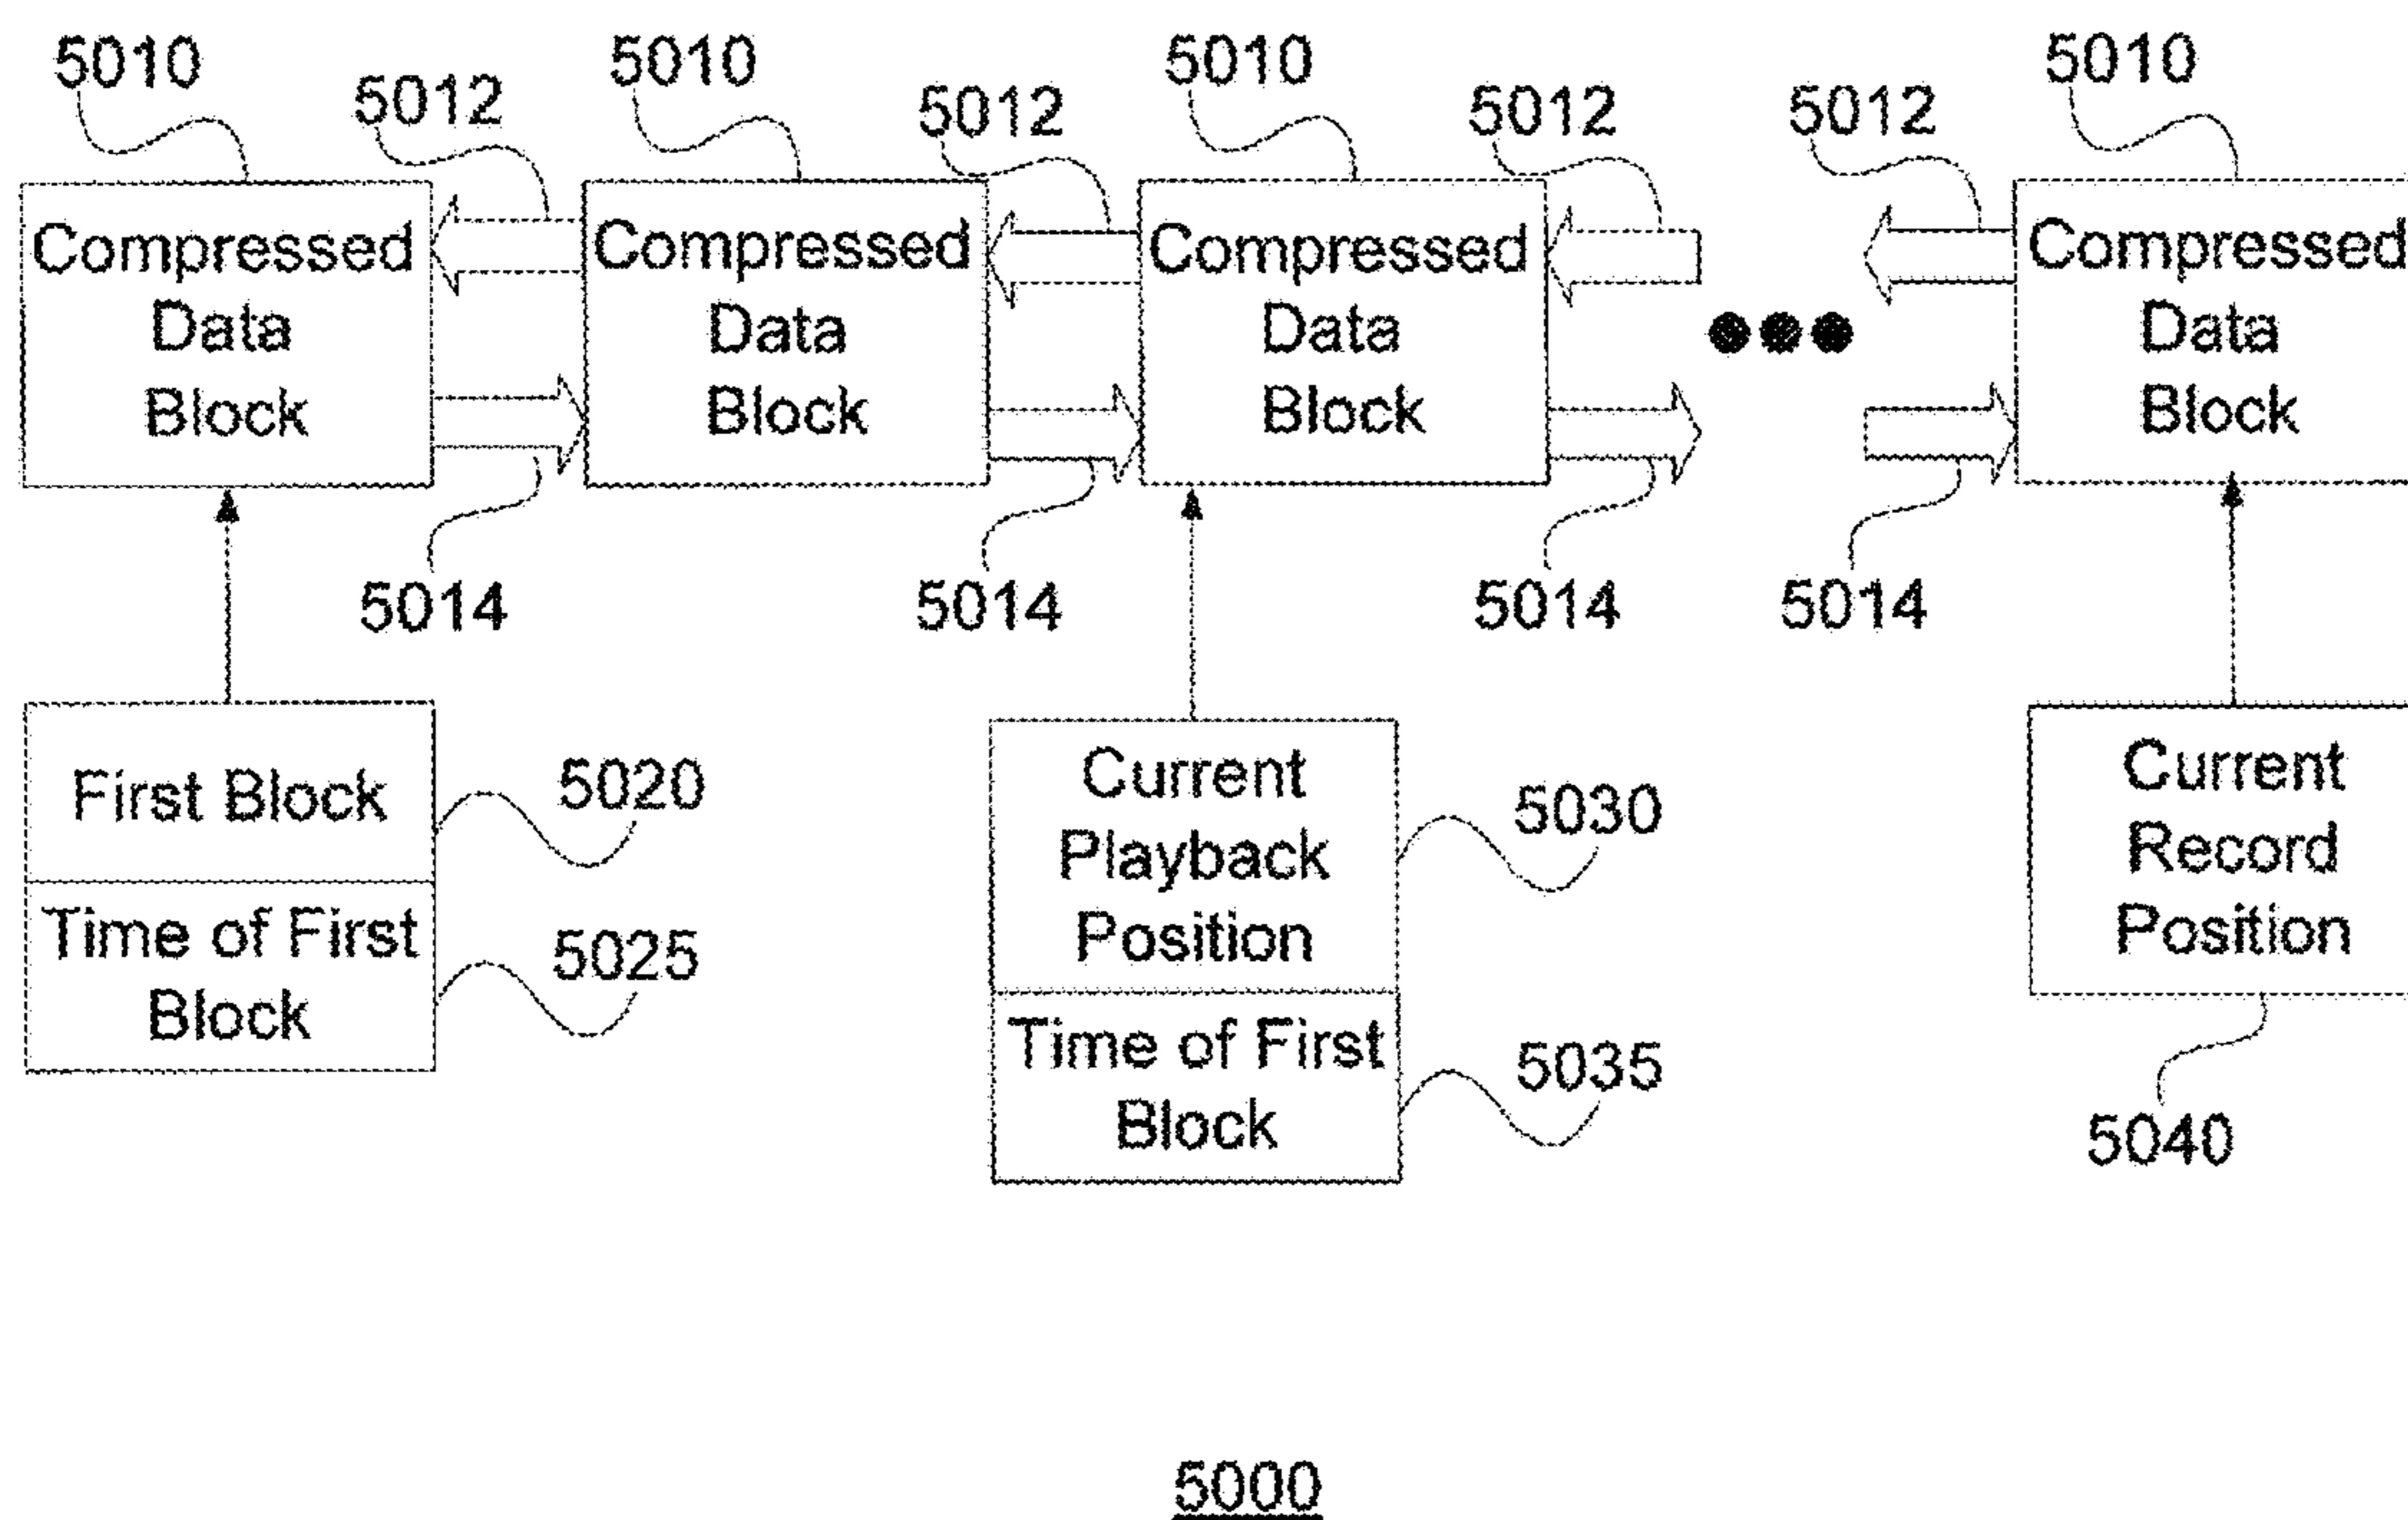 5010 5010 5010 5010
5012 5012 5012 5012
Compressed Compressed Compressed Compressed
Data Data Data Data
Block Block Block Block
5014 5014 5014 5014
First Block
5020
Time of First
Block
5025
Current
Playback
Position
5030
Time of First
Block
5035
Current
Record
Position
5040
5000